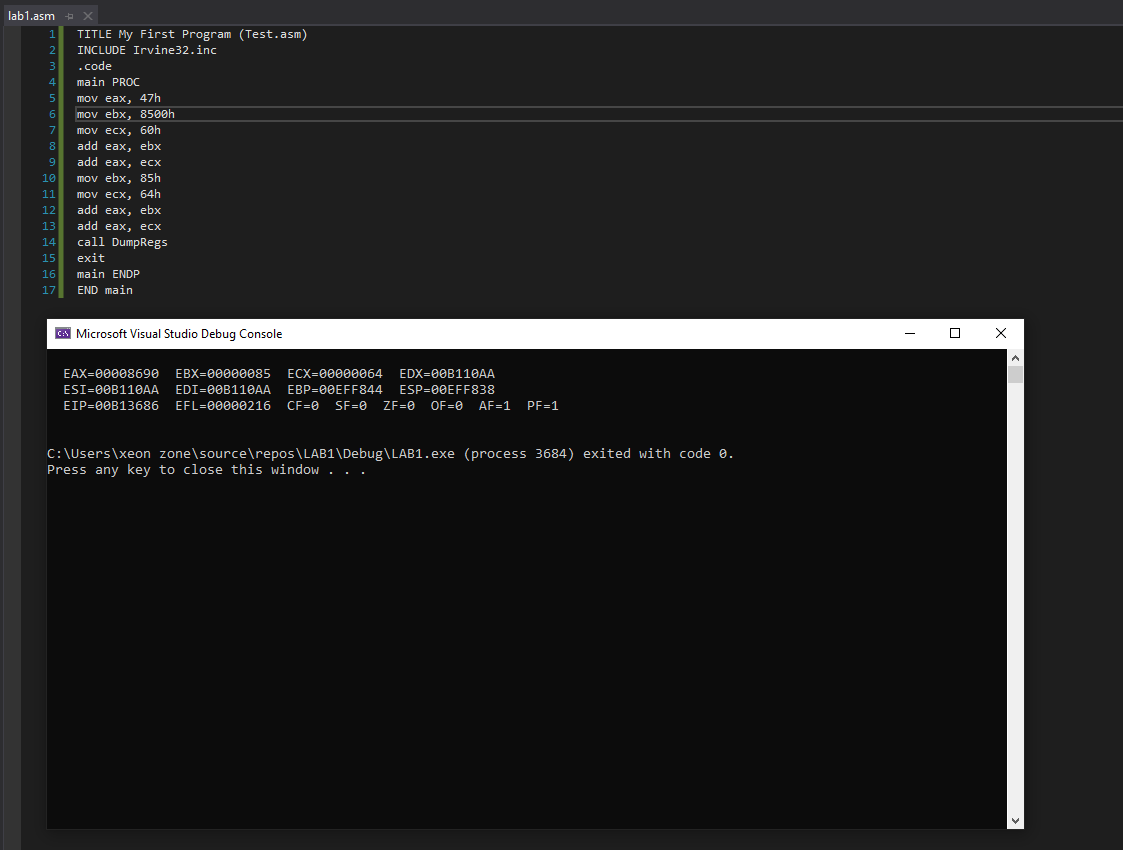 lab1.asm
1 TITLE My First Program (Test.asm)
2 INCLUDE Irvine32.inc
3 .code
4 main PROC
5 mov eax, 47h
6 mov ebx, 8500h
7 mov ecx, 60h
8 add eax, ebx
9 add eax, ecx
10 mov ebx, 85h
11 mov ecx, 64h
12 add eax, ebx
13 add eax, ecx
14 call DumpRegs
15 exit
16 main ENDP
17 END main
C:\ Microsoft Visual Studio Debug Console
EAX=00008690 EBX=00000085 ECX=00000064 EDX=00B110AA
ESI=00B110AA EDI=00B110AA EBP=00EFF844 ESP=00EFF838
EIP=00B13686 EFL=00000216 CF=0 SF=0 ZF=0 OF=0 AF=1 PF=1
C:\Users\xeon zone\source\repos\LAB1\Debug\LAB1.exe (process 3684) exited with code 0.
Press any key to close this window . . .